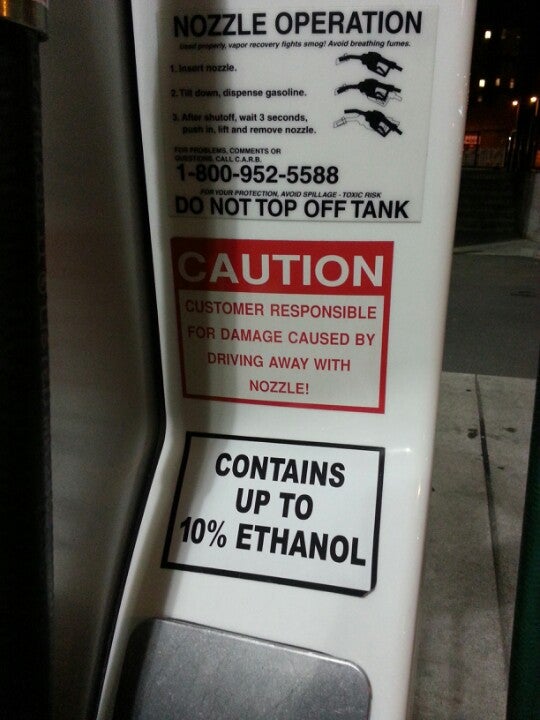 NOZZLE OPERATION
Used properly, vapor recovery fights smog! Avoid breathing fumes.
1. Insert nozzle.
2. Tilt down, dispense gasoline.
3. After shutoff, wait 3 seconds,
push in, lift and remove nozzle.
FOR PROBLEMS, COMMENTS OR
QUESTIONS, CALL C.A.R.B.
1-800-952-5588
FOR YOUR PROTECTION, AVOID SPILLAGE - TOXIC RISK
DO NOT TOP OFF TANK
CAUTION
CUSTOMER RESPONSIBLE
FOR DAMAGE CAUSED BY
DRIVING AWAY WITH
NOZZLE!
CONTAINS
UP TO
10% ETHANOL